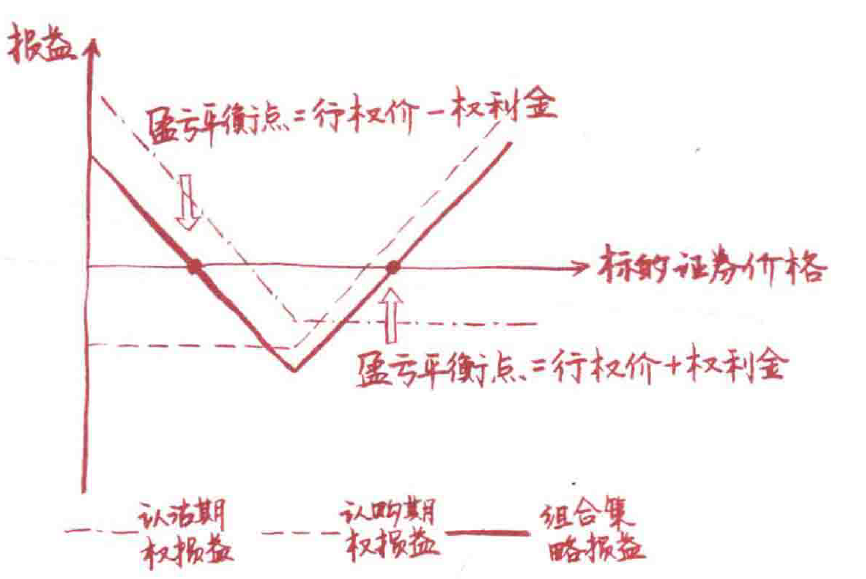 损益
盈亏平衡点=行权价-权利金
标的证券价格
盈亏平衡点=行权价+权利金
认沽期
权损益
认购期
权损益
组合策
略损益